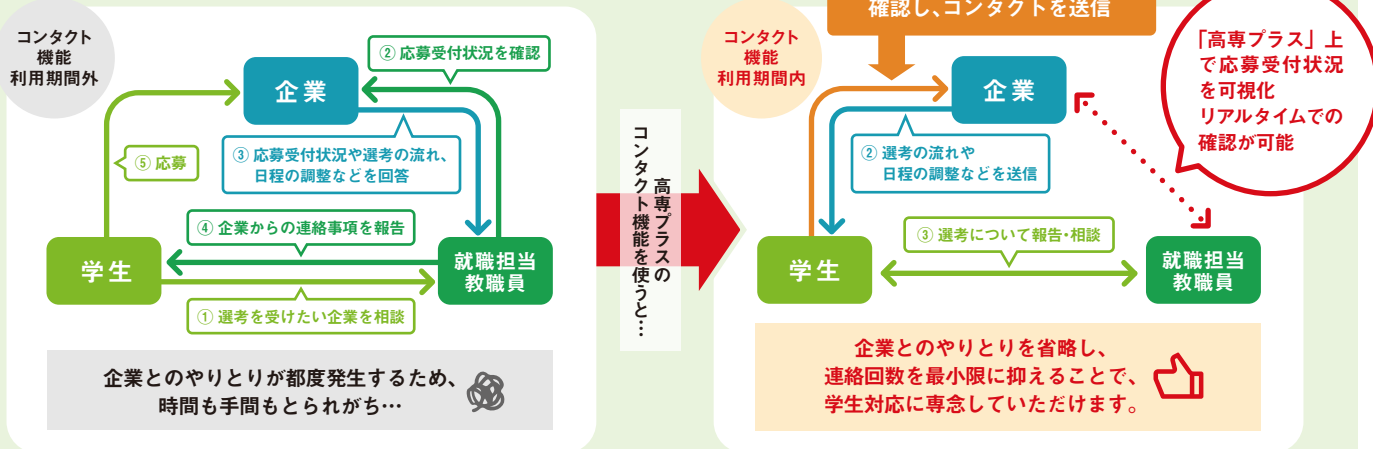 コンタクト
機能
利用期間外
② 応募受付状況を確認
企業
③ 応募受付状況や選考の流れ、
日程の調整などを回答
⑤ 応募
④ 企業からの連絡事項を報告
学生
就職担当
教職員
① 選考を受けたい企業を相談
企業とのやりとりが都度発生するため、
時間も手間もとられがち…
高専プラスの
コンタクト機能を使うと…
コンタクト
機能
利用期間内
確認し、コンタクトを送信
企業
「高専プラス」上
で応募受付状況
を可視化
リアルタイムでの
確認が可能
② 選考の流れや
日程の調整などを送信
③ 選考について報告・相談
学生
就職担当
教職員
企業とのやりとりを省略し、
連絡回数を最小限に抑えることで、
学生対応に専念していただけます。